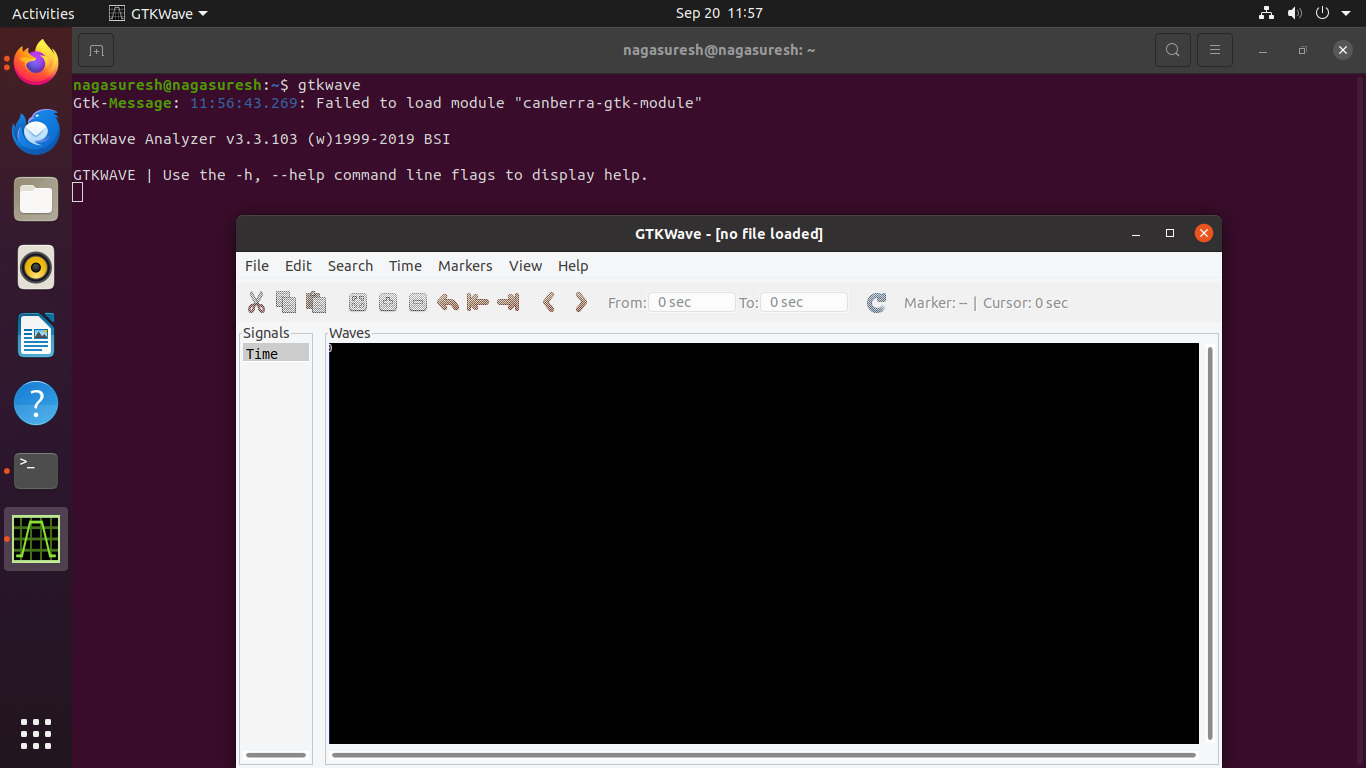 Activities GTKWave Sep 20 11:57
nagasuresh@nagasuresh: ~
nagasuresh@nagasuresh:~$ gtkwave
Gtk-Message: 11:56:43.269: Failed to load module "canberra-gtk-module"
GTKWave Analyzer v3.3.103 (w)1999-2019 BSI
GTKWAVE | Use the -h, --help command line flags to display help.
GTKWave - [no file loaded]
File Edit Search Time Markers View Help
From: 0 sec To: 0 sec Marker: -- | Cursor: 0 sec
Signals Waves
Time 0